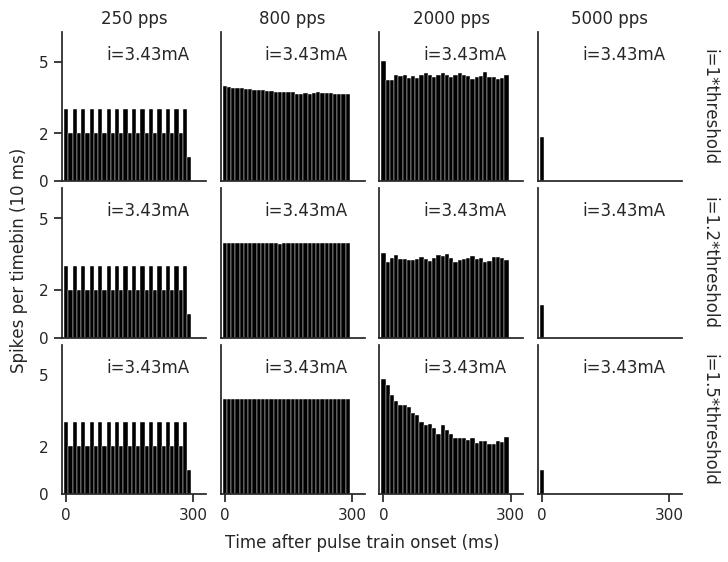 250 pps 800 pps 2000 pps 5000 pps
i=3.43mA i=3.43mA i=3.43mA i=3.43mA
i=1*threshold
5
2
0
i=3.43mA i=3.43mA i=3.43mA i=3.43mA
i=1.2*threshold
5
2
0
i=3.43mA i=3.43mA i=3.43mA i=3.43mA
i=1.5*threshold
5
2
0
Spikes per timebin (10 ms)
0 300 0 300 0 300 0 300
Time after pulse train onset (ms)